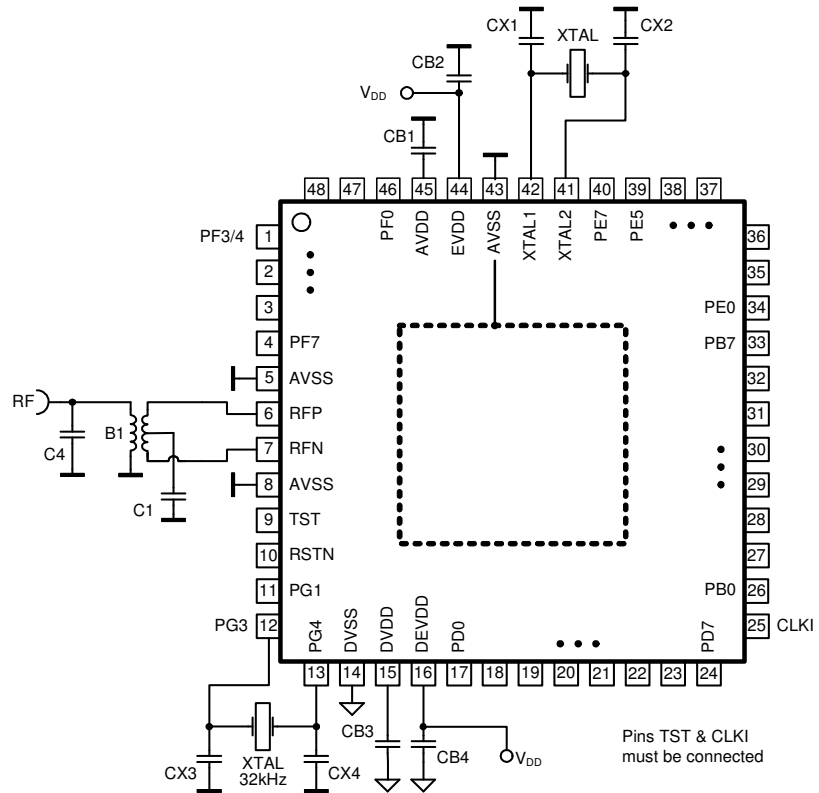 CX1
XTAL
CX2
CB2
VDD
CB1
48 47 46 45 44 43 42 41 40 39 38 37
PF0
AVDD
EVDD
AVSS
XTAL1
XTAL2
PE7
PE5
PF3/4 1
2
3
4 PF7
5 AVSS
RF
6 RFP
B1
7 RFN
C4
8 AVSS
C1
9 TST
10 RSTN
11 PG1
PG3 12
36
35
PE0 34
PB7 33
32
31
30
29
28
27
PB0 26
25 CLKI
PG4
DVSS
DVDD
DEVDD
PD0
PD7
13 14 15 16 17 18 19 20 21 22 23 24
CB3
CX3
XTAL
32kHz
CX4
CB4
VDD
Pins TST & CLKI
must be connected